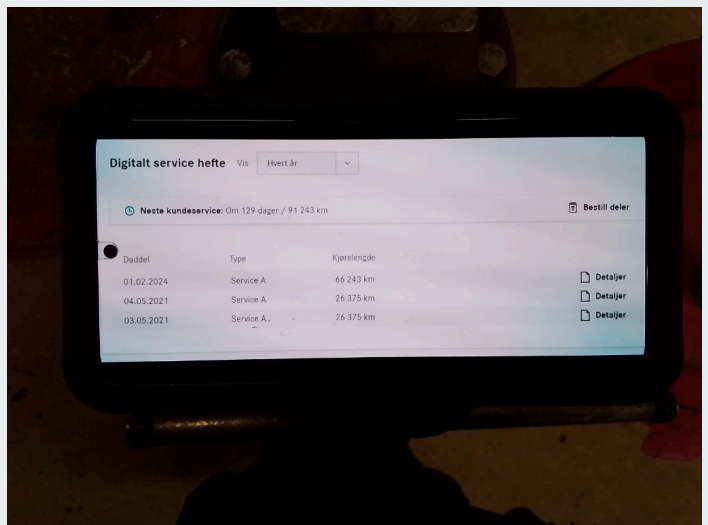 Digitalt service hefte Vis Hvert år
Neste kundeservice: Om 129 dager / 91 243 km Bestill deler
Daddel Type Kjørelengde
01.02.2024 Service A 66 243 km Detaljer
04.05.2021 Service A 26 375 km Detaljer
03.05.2021 Service A. 26 375 km Detaljer